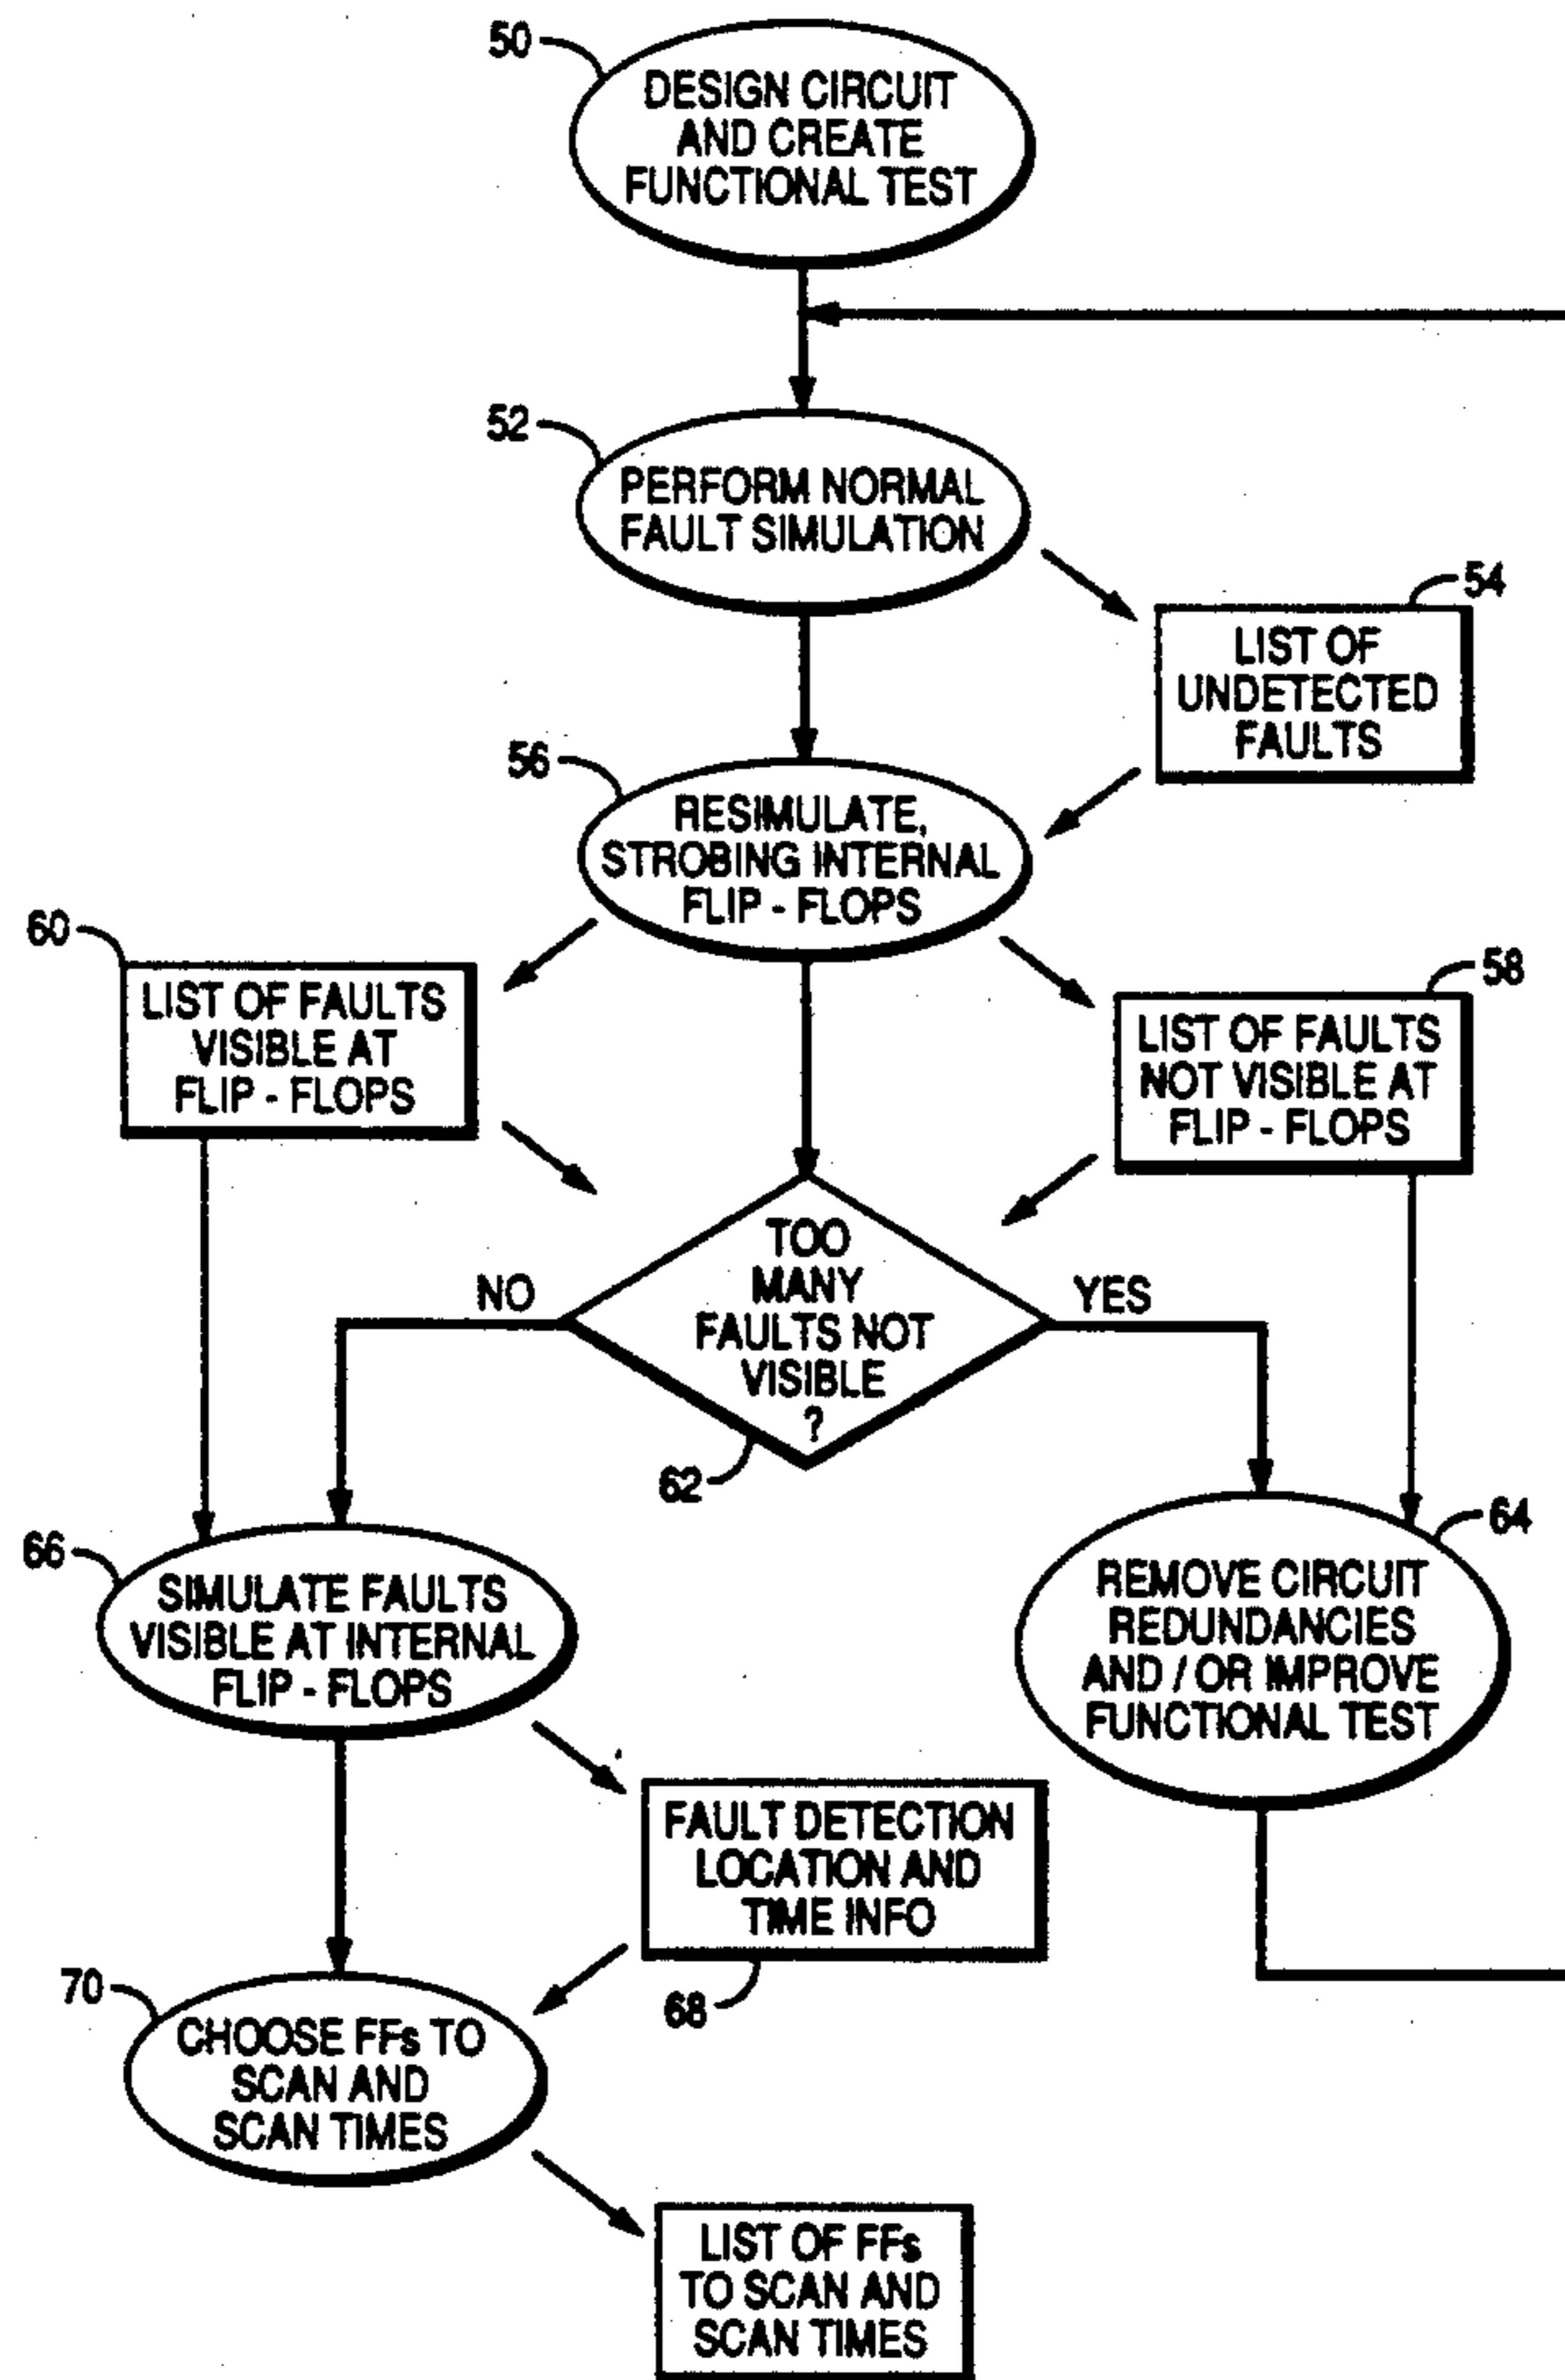 50
DESIGN CIRCUIT
AND CREATE
FUNCTIONAL TEST
52
PERFORM NORMAL
FAULT SIMULATION
54
LIST OF
UNDETECTED
FAULTS
56
RESIMULATE,
STROBING INTERNAL
FLIP - FLOPS
60
LIST OF FAULTS
VISIBLE AT
FLIP - FLOPS
58
LIST OF FAULTS
NOT VISIBLE AT
FLIP - FLOPS
TOO
MANY
FAULTS NOT
VISIBLE
?
NO
YES
62
66
SIMULATE FAULTS
VISIBLE AT INTERNAL
FLIP - FLOPS
64
REMOVE CIRCUIT
REDUNDANCIES
AND / OR IMPROVE
FUNCTIONAL TEST
FAULT DETECTION
LOCATION AND
TIME INFO
68
70
CHOOSE FFs TO
SCAN AND
SCAN TIMES
LIST OF FFs
TO SCAN AND
SCAN TIMES